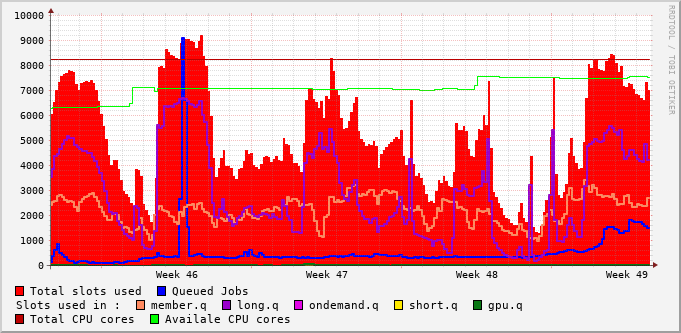 10000
9000
8000
7000
6000
5000
4000
3000
2000
1000
0
Week 46 Week 47 Week 48 Week 49
RRDTOOL / TOBI OETIKER
Total slots used Queued Jobs
Slots used in : member.q long.q ondemand.q short.q gpu.q
Total CPU cores Availale CPU cores